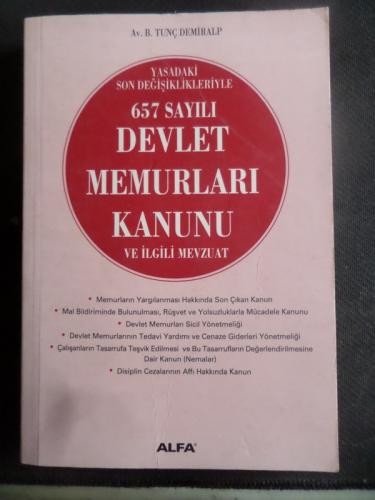 Av. B. TUNÇ DEMİRALP
YASADAKİ
SON DEĞİŞİKLİKLERİYLE
657 SAYILI
DEVLET
MEMURLARI
KANUNU
VE İLGİLİ MEVZUAT
• Memurların Yargılanması Hakkında Son Çıkan Kanun
• Mal Bildiriminde Bulunulması, Rüşvet ve Yolsuzluklarla Mücadele Kanunu
• Devlet Memurları Sicil Yönetmeliği
• Devlet Memurlarının Tedavi Yardımı ve Cenaze Giderleri Yönetmeliği
• Çalışanların Tasarrufa Teşvik Edilmesi ve Bu Tasarrufların Değerlendirilmesine
Dair Kanun (Nemalar)
• Disiplin Cezalarının Affı Hakkında Kanun
ALFA